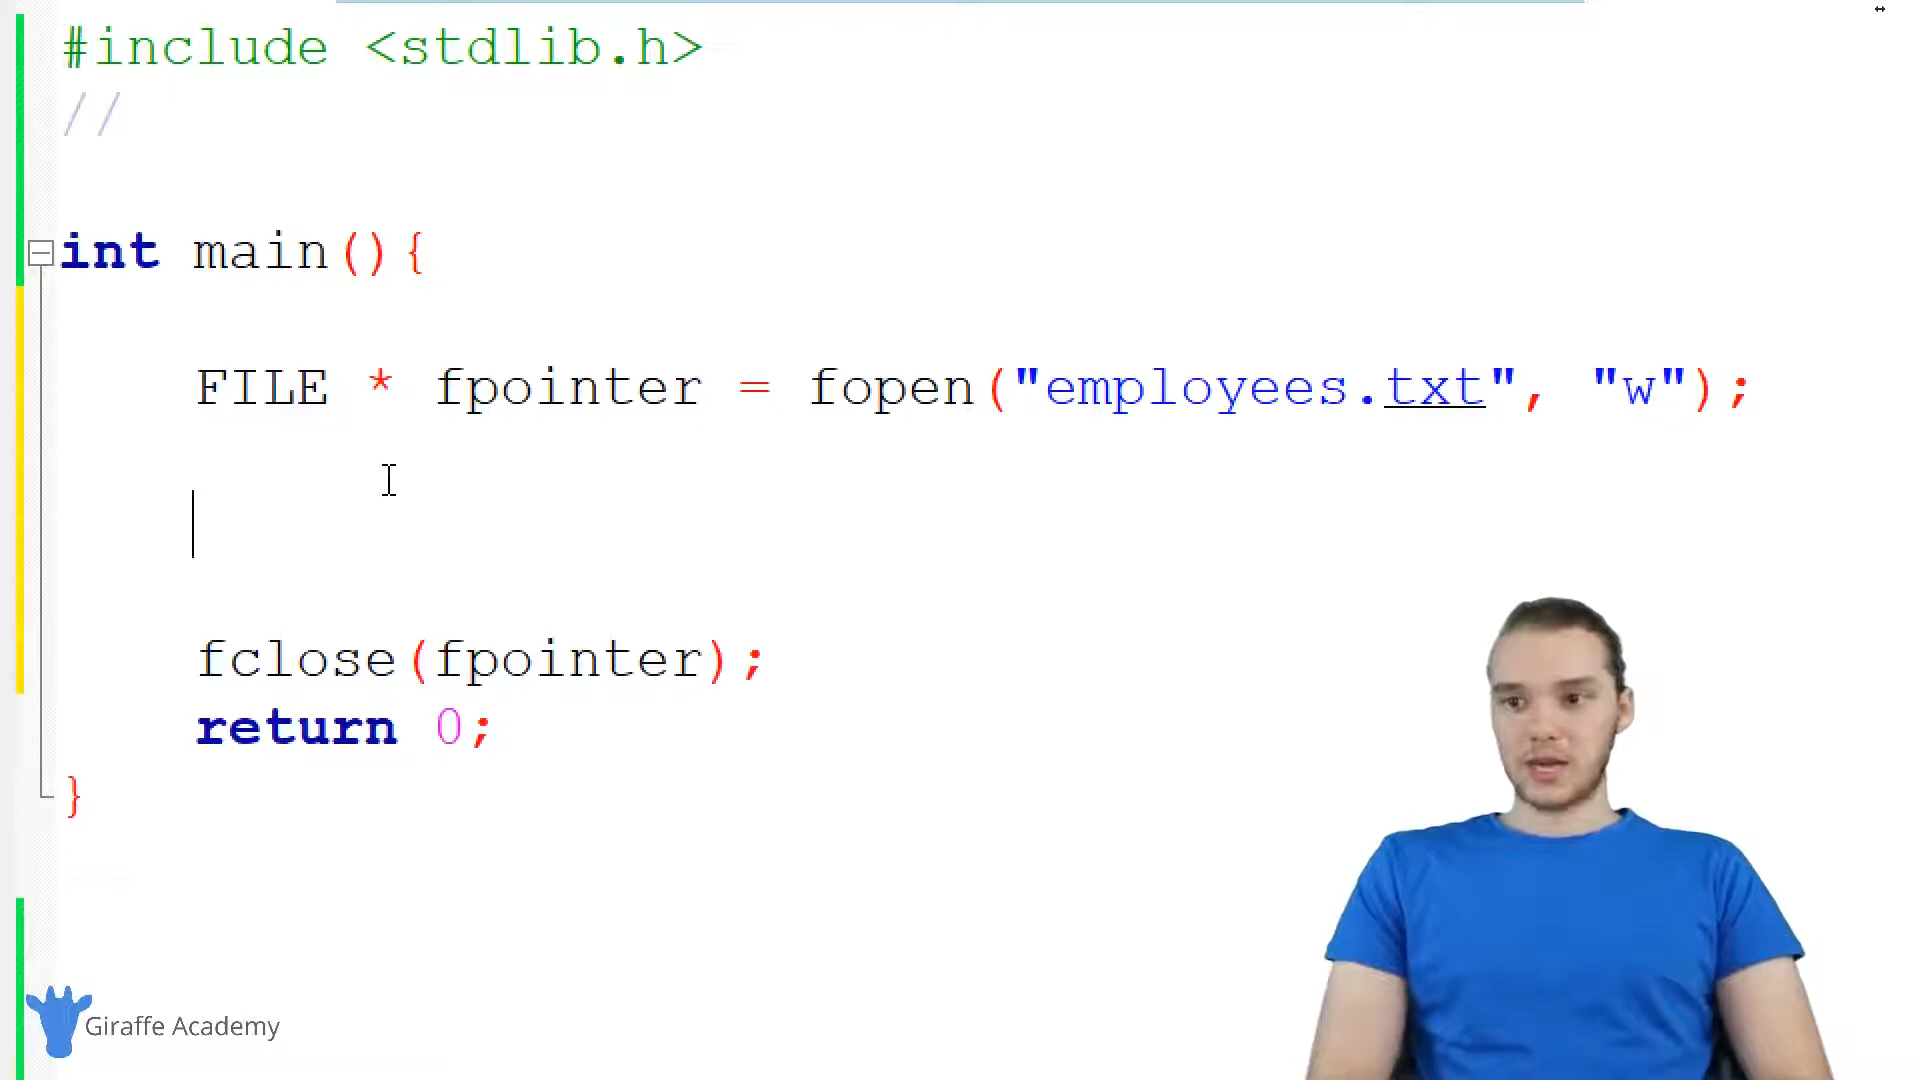 #include <stdlib.h>
//
int main(){
FILE * fpointer = fopen("employees.txt", "w");
fclose(fpointer);
return 0;
}
Giraffe Academy